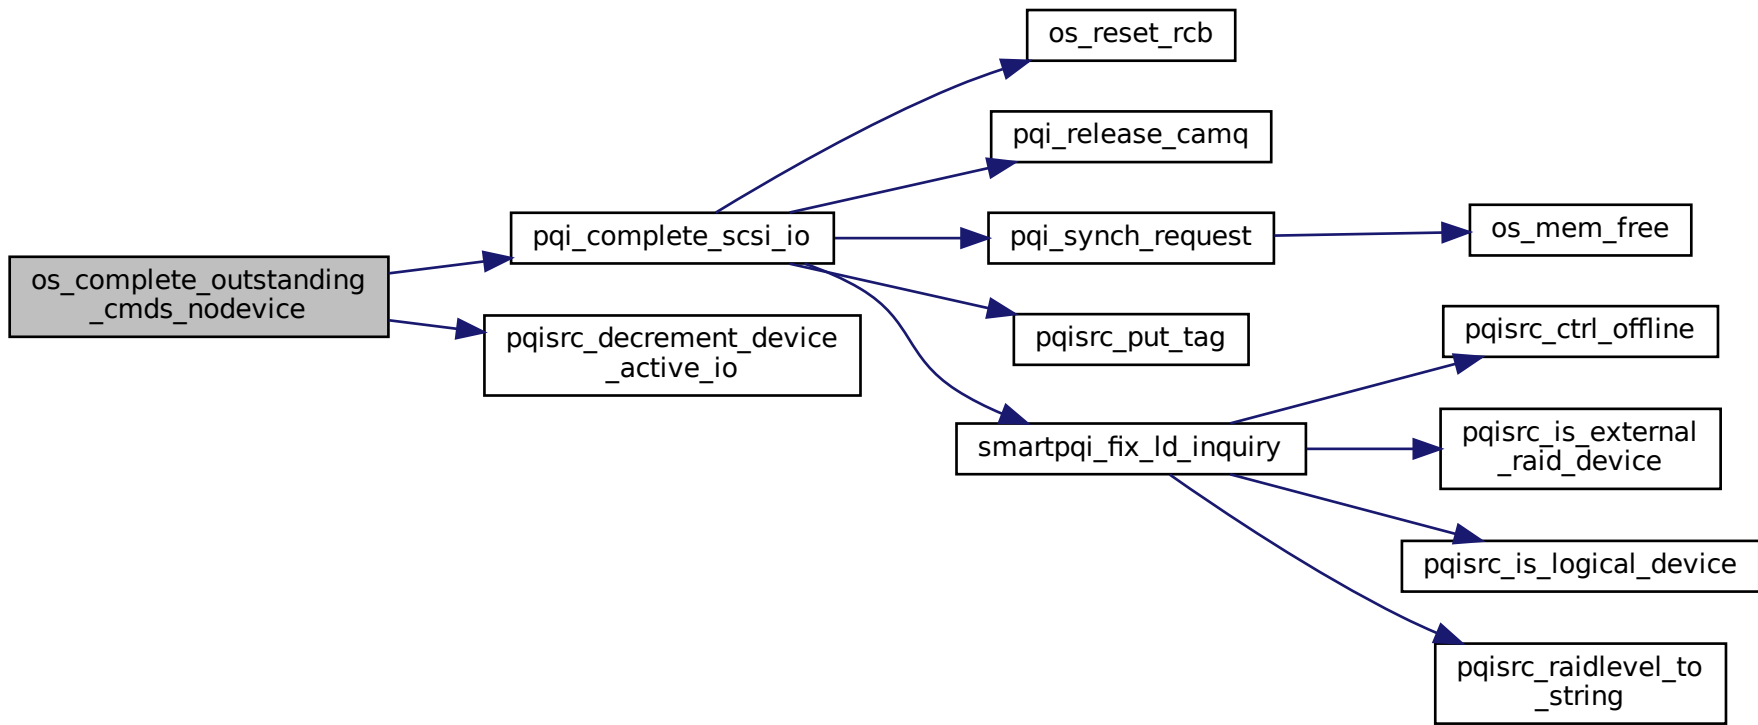 os_complete_outstanding
_cmds_nodevice
pqi_complete_scsi_io
pqisrc_decrement_device
_active_io
os_reset_rcb
pqi_release_camq
pqi_synch_request
pqisrc_put_tag
smartpqi_fix_ld_inquiry
os_mem_free
pqisrc_ctrl_offline
pqisrc_is_external
_raid_device
pqisrc_is_logical_device
pqisrc_raidlevel_to
_string